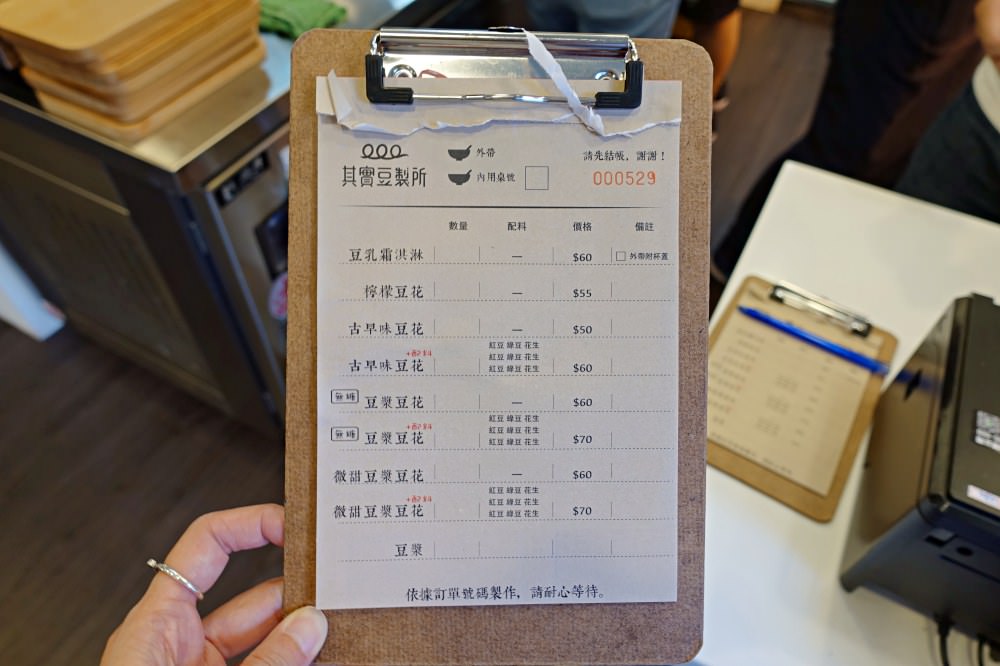 外帶
請先結帳，謝謝！
其實豆製所
內用桌號
000529
數量 配料 價格 備註
豆乳霜淇淋 — $60 外帶附杯蓋
檸檬豆花 — $55
古早味豆花 — $50
紅豆 綠豆 花生
+配料 紅豆 綠豆 花生
古早味豆花 紅豆 綠豆 花生 $60
無糖 豆漿豆花 — $60
紅豆 綠豆 花生
+配料 紅豆 綠豆 花生
無糖 豆漿豆花 紅豆 綠豆 花生 $70
微甜豆漿豆花 — $60
紅豆 綠豆 花生
+配料 紅豆 綠豆 花生
微甜豆漿豆花 紅豆 綠豆 花生 $70
豆漿
依據訂單號碼製作，請耐心等待。